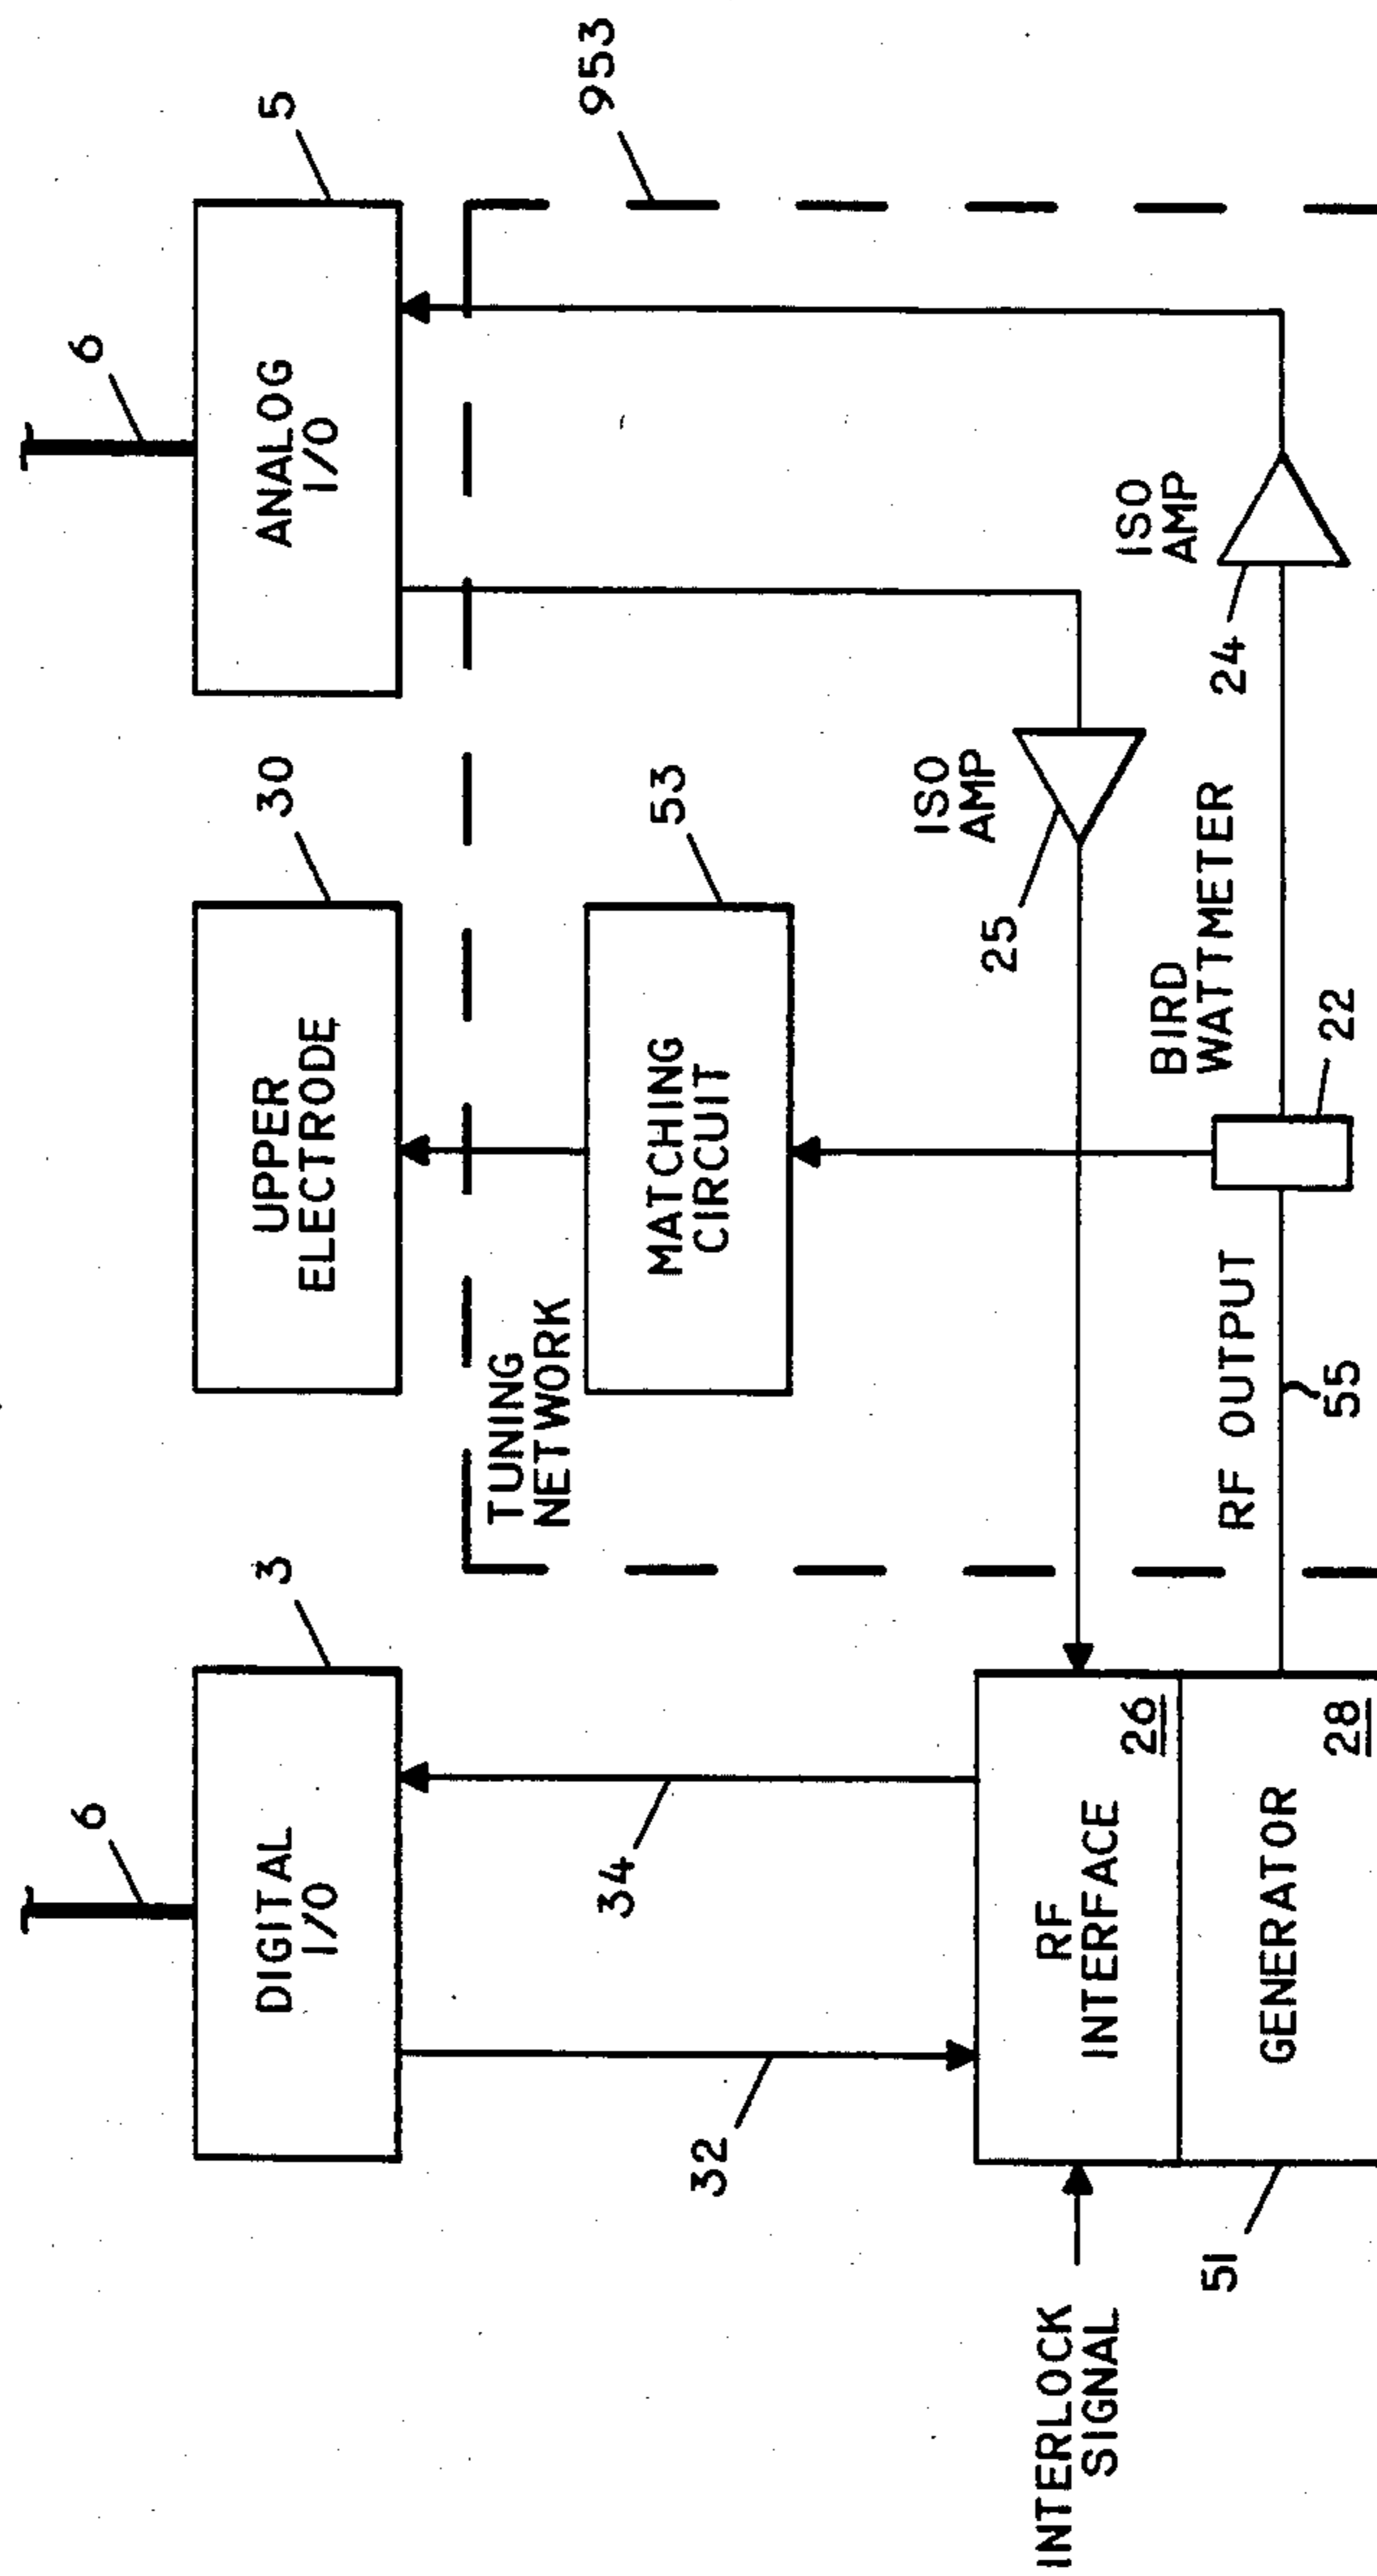 6
3
DIGITAL
I/O
30
UPPER
ELECTRODE
6
5
ANALOG
I/O
953
TUNING
NETWORK
32
34
53
MATCHING
CIRCUIT
ISO
AMP
25
INTERLOCK
SIGNAL
RF
INTERFACE
26
51
GENERATOR
28
RF OUTPUT
55
BIRD
WATTMETER
22
ISO
AMP
24